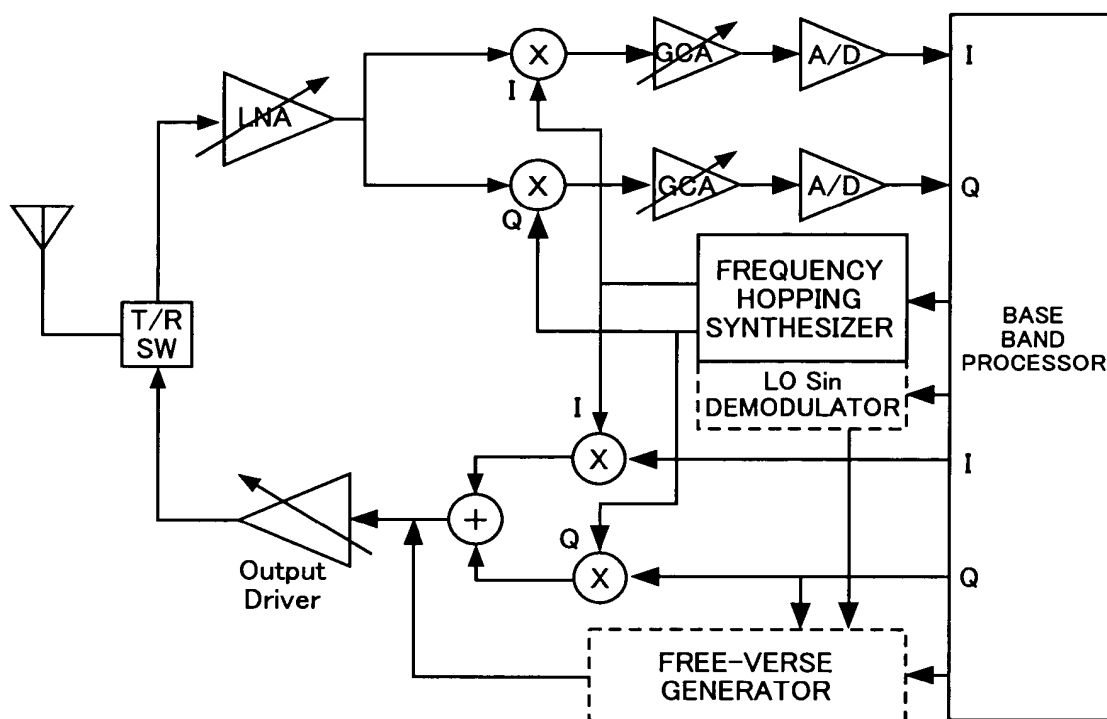 X
GCA
A/D
I
I
LNA
X
GCA
A/D
Q
Q
FREQUENCY
HOPPING
SYNTHESIZER
BASE
BAND
PROCESSOR
T/R
SW
LO Sin
DEMODULATOR
I
X
I
+
Q
X
Q
Output
Driver
FREE-VERSE
GENERATOR